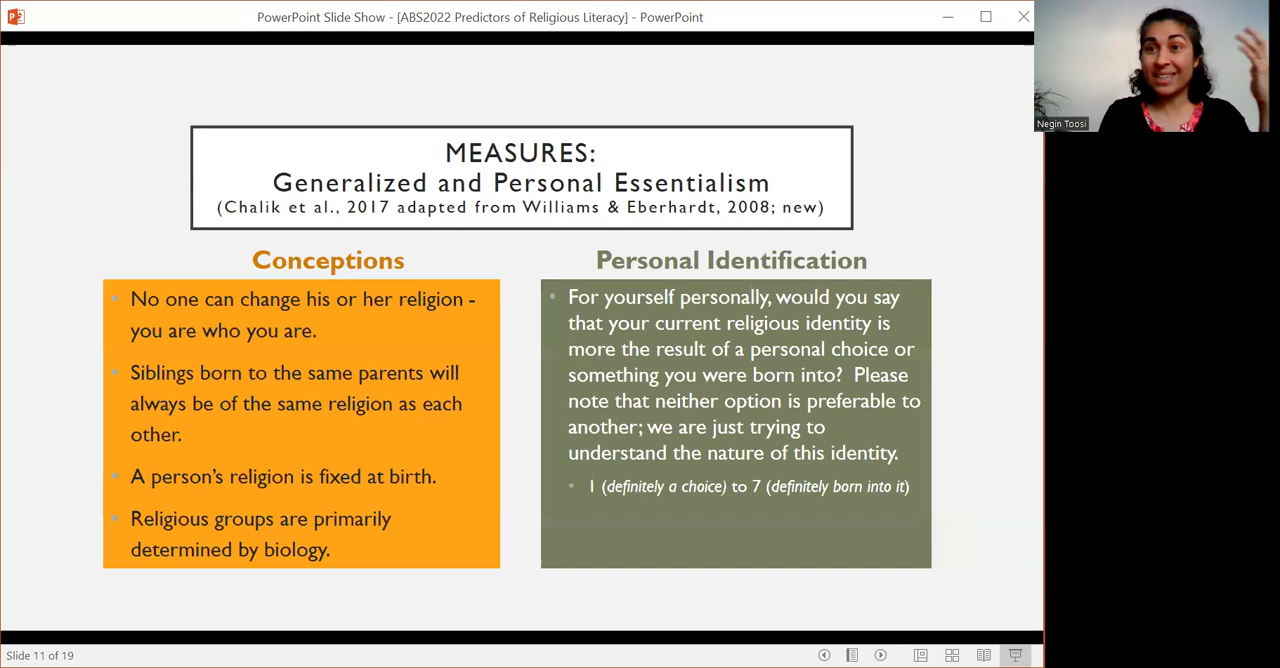 PowerPoint Slide Show - [ABS2022 Predictors of Religious Literacy] - PowerPoint
Negin Toosi
MEASURES:
Generalized and Personal Essentialism
(Chalik et al., 2017 adapted from Williams & Eberhardt, 2008; new)
Conceptions
No one can change his or her religion -
you are who you are.
Siblings born to the same parents will
always be of the same religion as each
other.
A person's religion is fixed at birth.
Religious groups are primarily
determined by biology.
Personal Identification
For yourself personally, would you say
that your current religious identity is
more the result of a personal choice or
something you were born into? Please
note that neither option is preferable to
another; we are just trying to
understand the nature of this identity.
1 (definitely a choice) to 7 (definitely born into it)
Slide 11 of 19